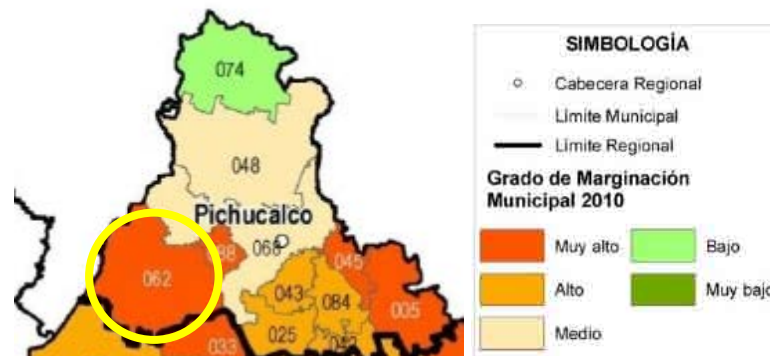 074
048
Pichucalco
088
068
062
045
043
084
005
025
033
SIMBOLOGÍA
Cabecera Regional
Límite Municipal
Límite Regional
Grado de Marginación
Municipal 2010
Muy alto
Bajo
Alto
Muy bajo
Medio